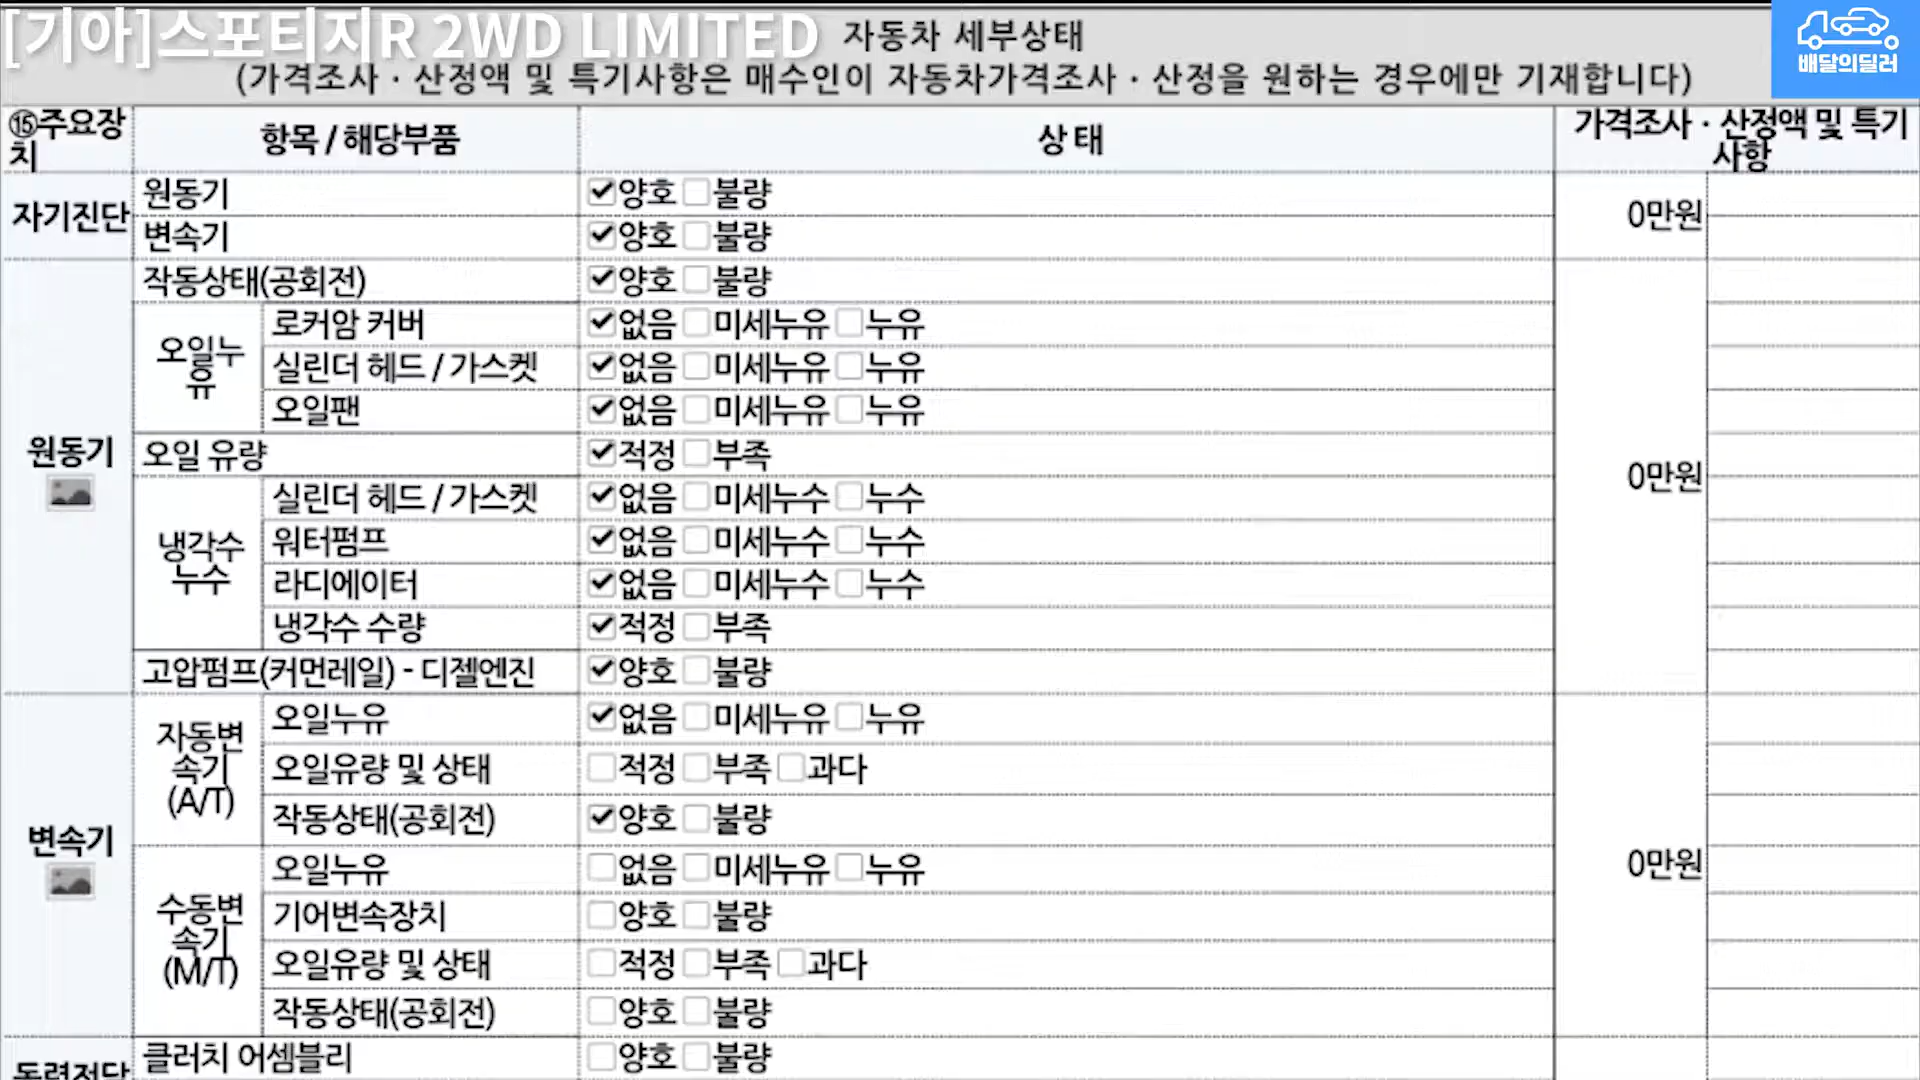 [기아]스포티지R 2WD LIMITED
자동차 세부상태
배달의딜러
(가격조사 · 산정액 및 특기사항은 매수인이 자동차가격조사 · 산정을 원하는 경우에만 기재합니다)
⑮주요장치 항목 / 해당부품 상 태 가격조사 · 산정액 및 특기사항
자기진단 원동기 양호 불량 0만원
변속기 양호 불량
원동기 작동상태(공회전) 양호 불량 0만원
오일누유 로커암 커버 없음 미세누유 누유
실린더 헤드 / 가스켓 없음 미세누유 누유
오일팬 없음 미세누유 누유
오일 유량 적정 부족
냉각수 누수 실린더 헤드 / 가스켓 없음 미세누수 누수
워터펌프 없음 미세누수 누수
라디에이터 없음 미세누수 누수
냉각수 수량 적정 부족
고압펌프(커먼레일) - 디젤엔진 양호 불량
변속기 자동변속기(A/T) 오일누유 없음 미세누유 누유 0만원
오일유량 및 상태 적정 부족 과다
작동상태(공회전) 양호 불량
수동변속기(M/T) 오일누유 없음 미세누유 누유
기어변속장치 양호 불량
오일유량 및 상태 적정 부족 과다
작동상태(공회전) 양호 불량
동력전달 클러치 어셈블리 양호 불량